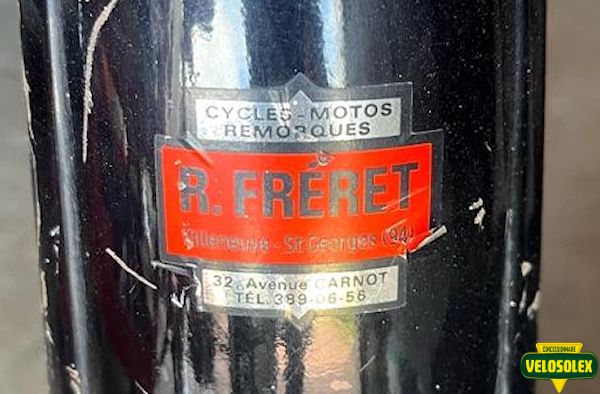 CYCLES - MOTOS
REMORQUES
R. FRÉRET
Villeneuve - St Georges (94)
32, Avenue CARNOT
TÉL. 389-06-56
CONCESSIONNAIRE
VELOSOLEX